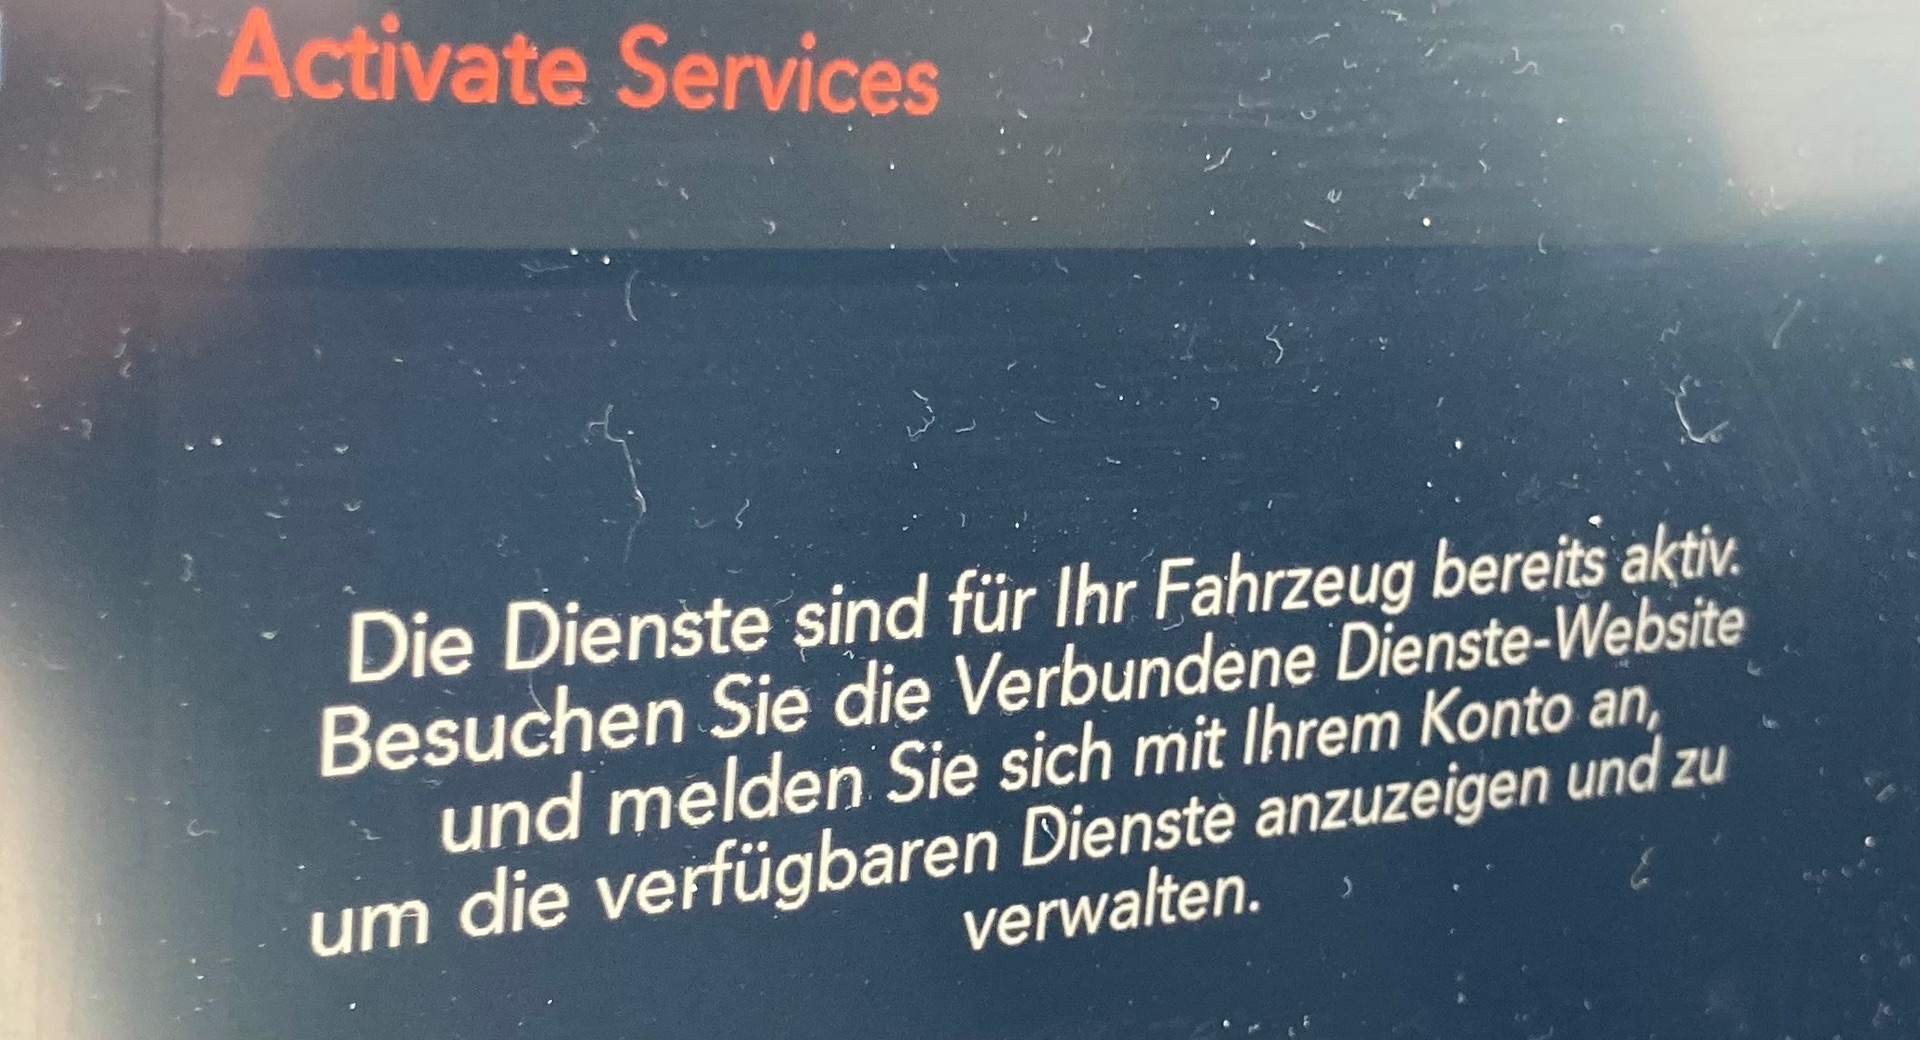 Activate Services
Die Dienste sind für Ihr Fahrzeug bereits aktiv.
Besuchen Sie die Verbundene Dienste-Website
und melden Sie sich mit Ihrem Konto an,
um die verfügbaren Dienste anzuzeigen und zu
verwalten.